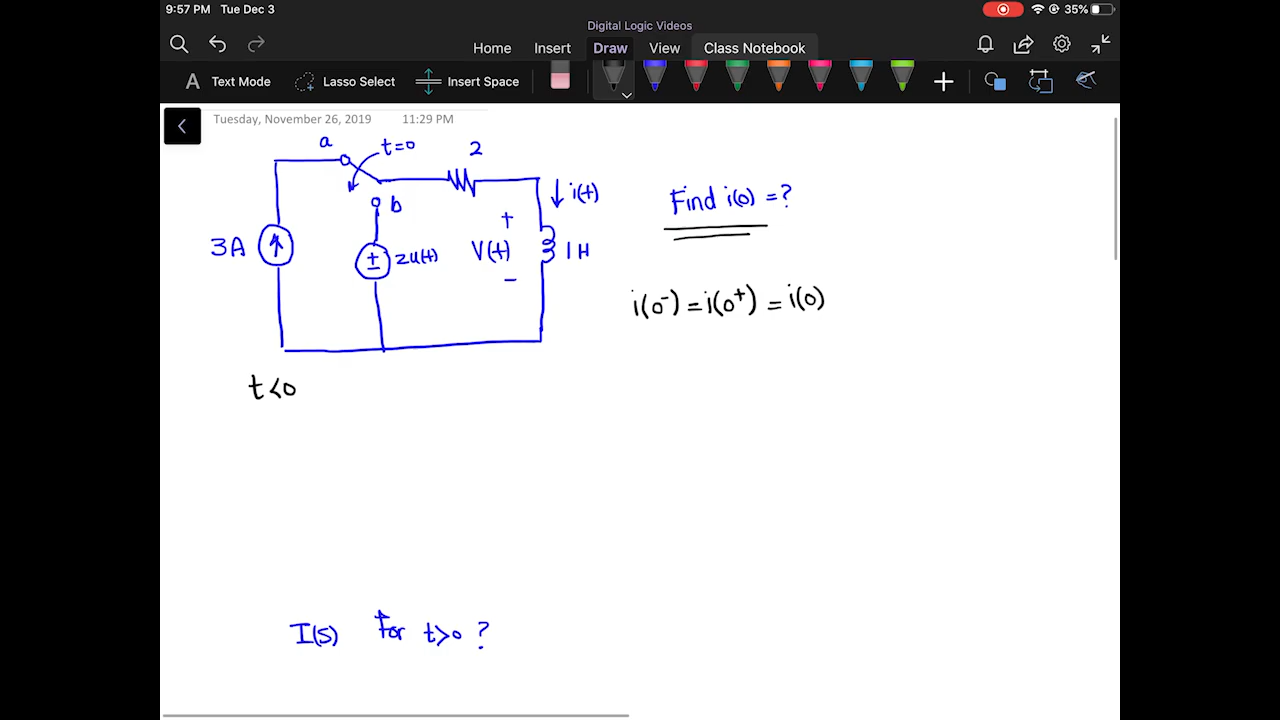 9:57 PM Tue Dec 3
35%
Digital Logic Videos
Home Insert Draw View Class Notebook
Text Mode Lasso Select Insert Space
Tuesday, November 26, 2019 11:29 PM
a
t=0
2
i(t)
b
3A
+
2u(t)
V(t)
1H
-
Find i(0) =?
i(0⁻) = i(0⁺) = i(0)
t<0
I(S) for t>0 ?